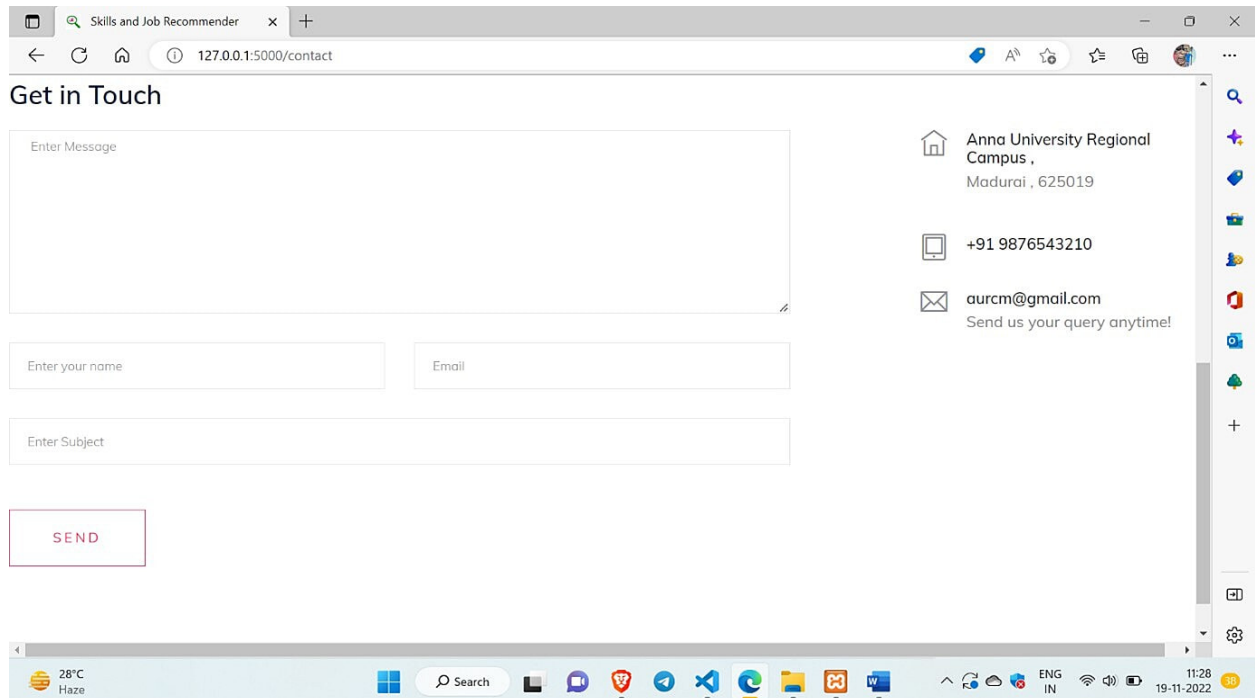 Skills and Job Recommender
127.0.0.1:5000/contact
Get in Touch
Enter Message
Anna University Regional
Campus ,
Madurai , 625019
+91 9876543210
aurcm@gmail.com
Send us your query anytime!
Enter your name
Email
Enter Subject
SEND
28°C
Haze
Search
ENG
IN
11:28
19-11-2022
38